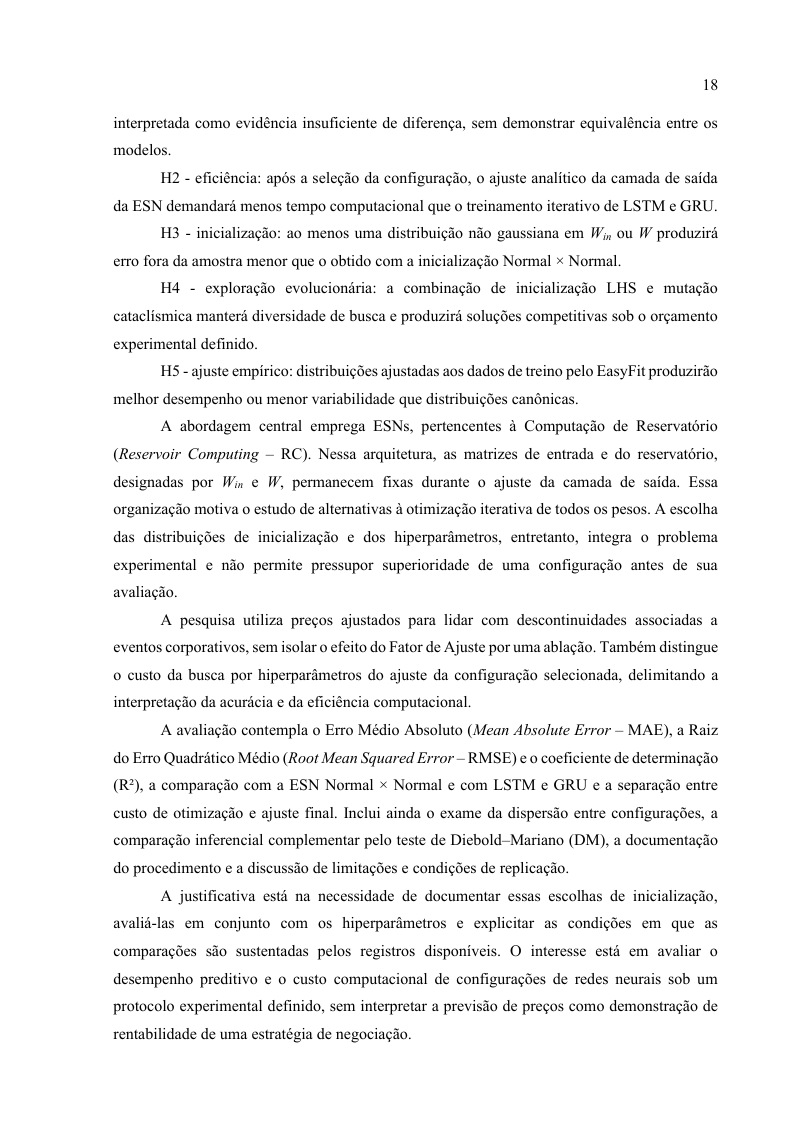 18
interpretada como evidência insuficiente de diferença, sem demonstrar equivalência entre os
modelos.
H2 - eficiência: após a seleção da configuração, o ajuste analítico da camada de saída
da ESN demandará menos tempo computacional que o treinamento iterativo de LSTM e GRU.
H3 - inicialização: ao menos uma distribuição não gaussiana em Win ou W produzirá
erro fora da amostra menor que o obtido com a inicialização Normal × Normal.
H4 - exploração evolucionária: a combinação de inicialização LHS e mutação
cataclísmica manterá diversidade de busca e produzirá soluções competitivas sob o orçamento
experimental definido.
H5 - ajuste empírico: distribuições ajustadas aos dados de treino pelo EasyFit produzirão
melhor desempenho ou menor variabilidade que distribuições canônicas.
A abordagem central emprega ESNs, pertencentes à Computação de Reservatório
(Reservoir Computing – RC). Nessa arquitetura, as matrizes de entrada e do reservatório,
designadas por Win e W, permanecem fixas durante o ajuste da camada de saída. Essa
organização motiva o estudo de alternativas à otimização iterativa de todos os pesos. A escolha
das distribuições de inicialização e dos hiperparâmetros, entretanto, integra o problema
experimental e não permite pressupor superioridade de uma configuração antes de sua
avaliação.
A pesquisa utiliza preços ajustados para lidar com descontinuidades associadas a
eventos corporativos, sem isolar o efeito do Fator de Ajuste por uma ablação. Também distingue
o custo da busca por hiperparâmetros do ajuste da configuração selecionada, delimitando a
interpretação da acurácia e da eficiência computacional.
A avaliação contempla o Erro Médio Absoluto (Mean Absolute Error – MAE), a Raiz
do Erro Quadrático Médio (Root Mean Squared Error – RMSE) e o coeficiente de determinação
(R²), a comparação com a ESN Normal × Normal e com LSTM e GRU e a separação entre
custo de otimização e ajuste final. Inclui ainda o exame da dispersão entre configurações, a
comparação inferencial complementar pelo teste de Diebold–Mariano (DM), a documentação
do procedimento e a discussão de limitações e condições de replicação.
A justificativa está na necessidade de documentar essas escolhas de inicialização,
avaliá-las em conjunto com os hiperparâmetros e explicitar as condições em que as
comparações são sustentadas pelos registros disponíveis. O interesse está em avaliar o
desempenho preditivo e o custo computacional de configurações de redes neurais sob um
protocolo experimental definido, sem interpretar a previsão de preços como demonstração de
rentabilidade de uma estratégia de negociação.